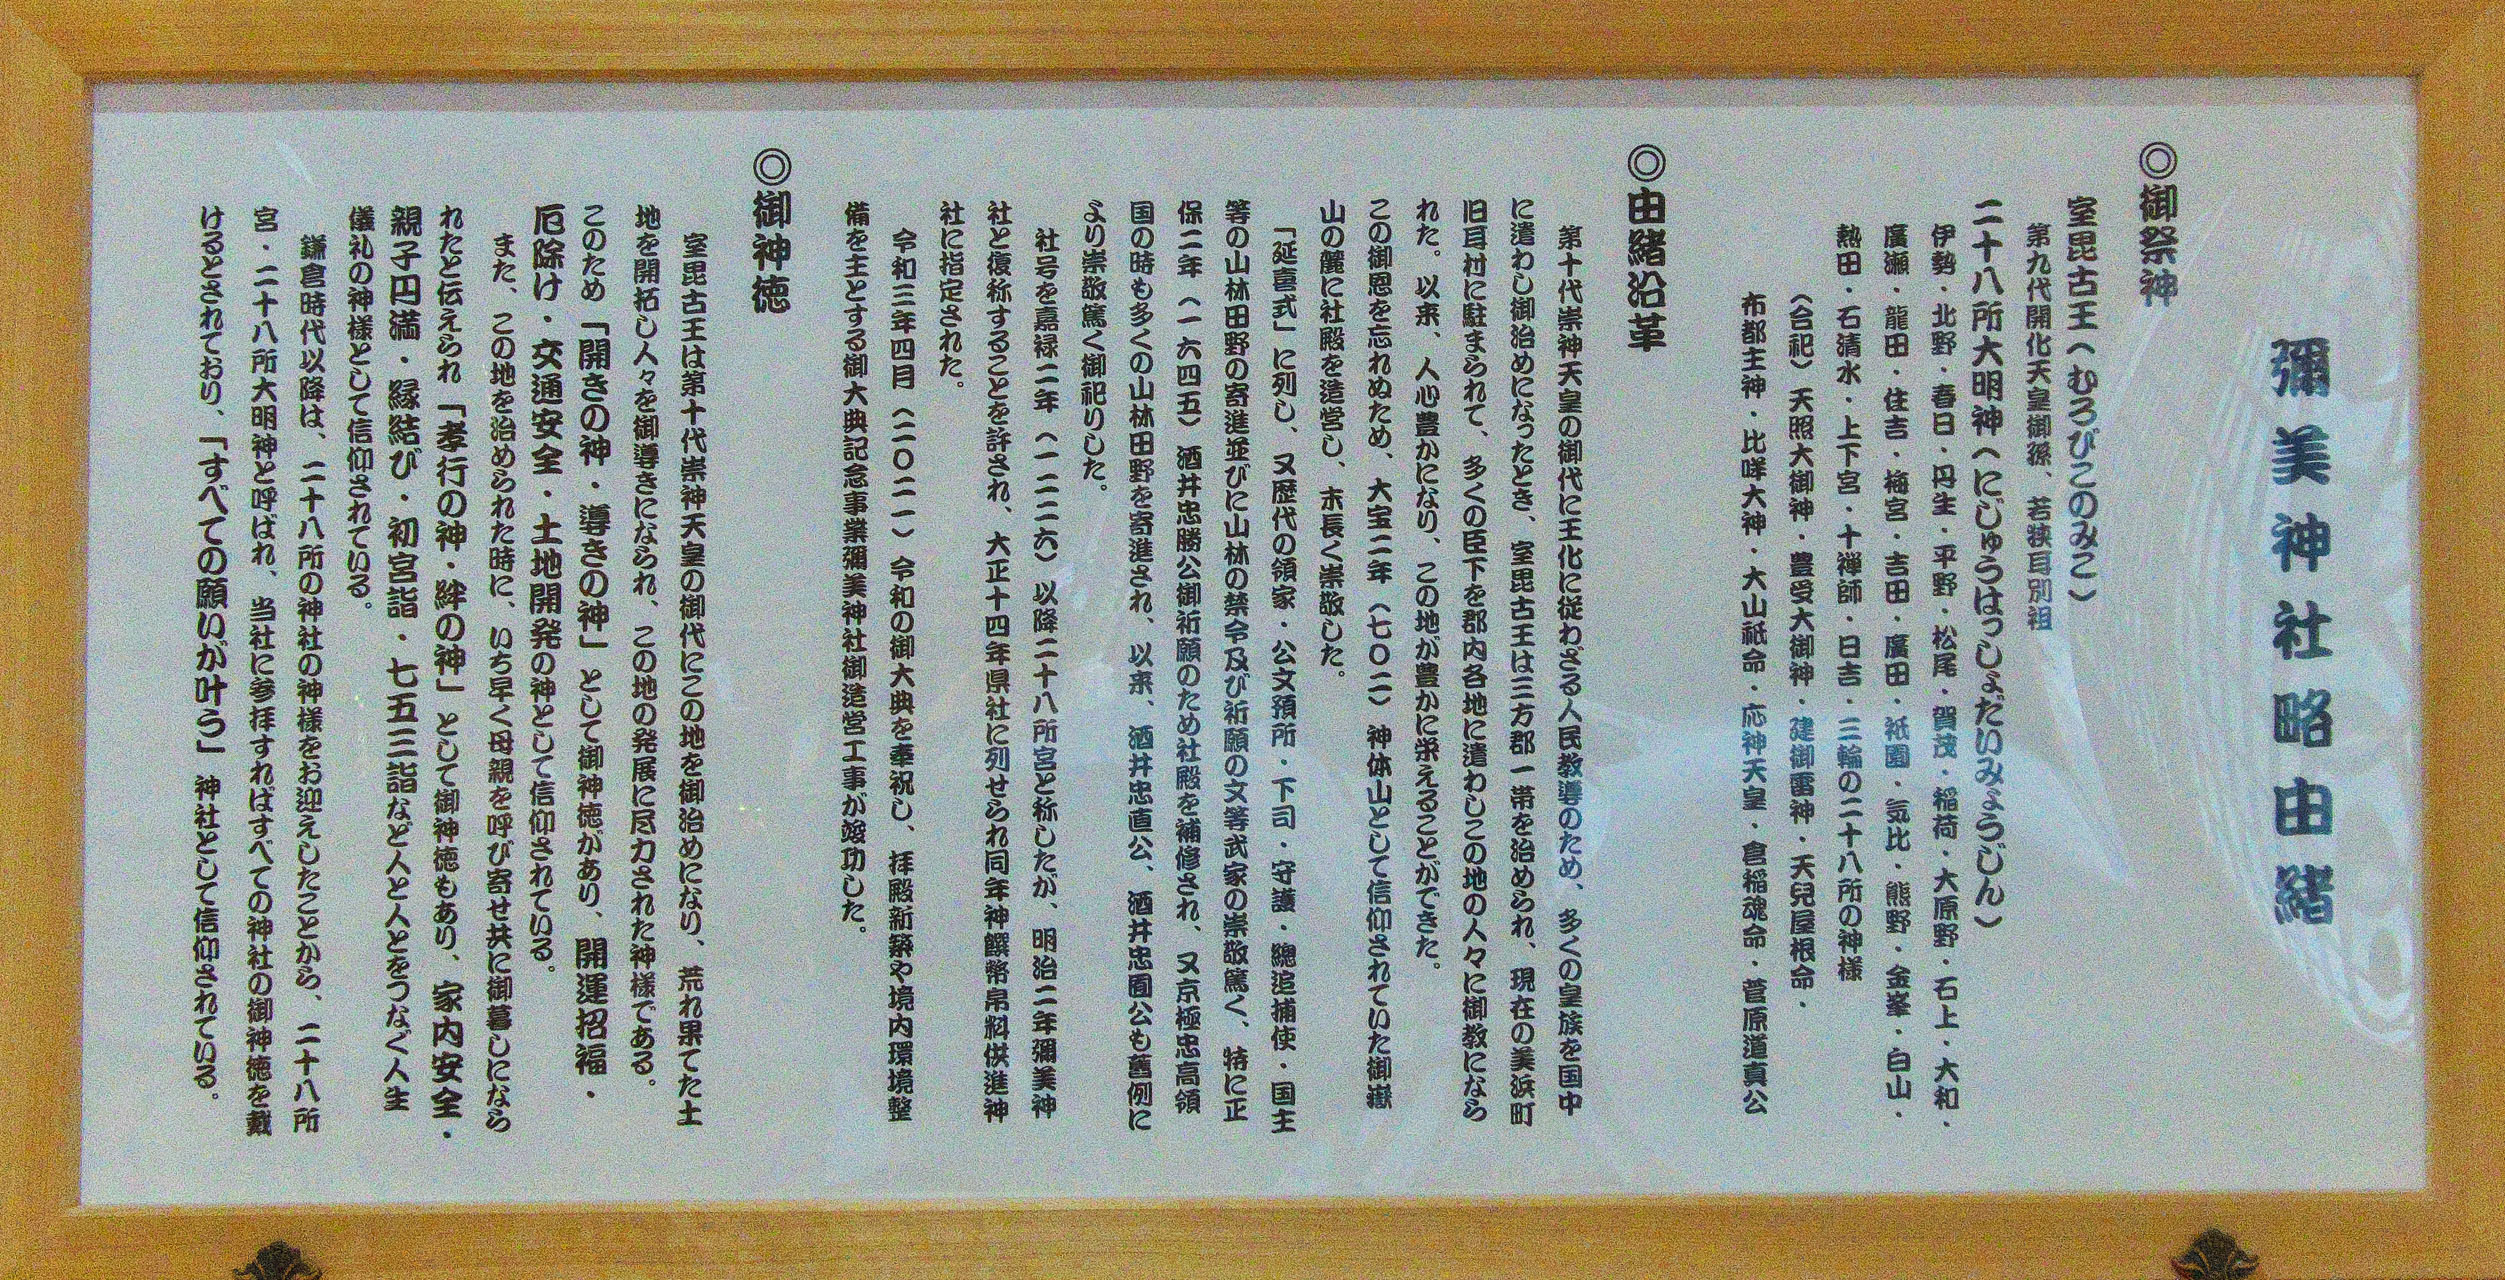 彌美神社略由緒
◎御祭神
室毘古王（むろびこのみこ）
第九代開化天皇御孫、若狭耳別祖
二十八所大明神（にじゅうはっしょだいみょうじん）
伊勢・北野・春日・丹生・平野・松尾・賀茂・稲荷・大原野・石上・大和・
廣瀬・龍田・住吉・梅宮・吉田・廣田・祇園・気比・熊野・金峯・白山・
熱田・石清水・上下宮・十禅師・日吉・三輪の二十八所の神様
（合祀）天照大御神・豊受大御神・建御雷神・天兒屋根命・
布都主神・比咩大神・大山祇命・応神天皇・倉稲魂命・菅原道真公
◎由緒沿革
第十代崇神天皇の御代に王化に従わざる人民教導のため、多くの皇族を国中
に遣わし御治めになったとき、室毘古王は三方郡一帯を治められ、現在の美浜町
旧耳村に駐まられて、多くの臣下を郡内各地に遣わしこの地の人々に御教になら
れた。以来、人心豊かになり、この地が豊かに栄えることができた。
この御恩を忘れぬため、大宝二年（七〇二）神体山として信仰されていた御嶽
山の麓に社殿を造営し、末長く崇敬した。
「延喜式」に列し、又歴代の領家・公文預所・下司・守護・總追捕使・国主
等の山林田野の寄進並びに山林の禁令及び祈願の文等武家の崇敬篤く、特に正
保二年（一六四五）酒井忠勝公御祈願のため社殿を補修され、又京極忠高領
国の時も多くの山林田野を寄進され、以来、酒井忠直公、酒井忠囿公も舊例に
より崇敬篤く御祀りした。
社号を嘉禄二年（一二二六）以降二十八所宮と称したが、明治二年彌美神
社と復称することを許され、大正十四年県社に列せられ同年神饌幣帛料供進神
社に指定された。
令和三年四月（二〇二一）令和の御大典を奉祝し、拝殿新築や境内環境整
備を主とする御大典記念事業彌美神社御造営工事が竣功した。
◎御神徳
室毘古王は第十代崇神天皇の御代にこの地を御治めになり、荒れ果てた土
地を開拓し人々を御導きになられ、この地の発展に尽力された神様である。
このため「開きの神・導きの神」として御神徳があり、開運招福・
厄除け・交通安全・土地開発の神として信仰されている。
また、この地を治められた時に、いち早く母親を呼び寄せ共に御暮しになら
れたと伝えられ「孝行の神・絆の神」として御神徳もあり、家内安全・
親子円満・縁結び・初宮詣・七五三詣など人と人とをつなぐ人生
儀礼の神様として信仰されている。
鎌倉時代以降は、二十八所の神社の神様をお迎えしたことから、二十八所
宮・二十八所大明神と呼ばれ、当社に参拝すればすべての神社の御神徳を戴
けるとされており、「すべての願いが叶う」神社として信仰されている。